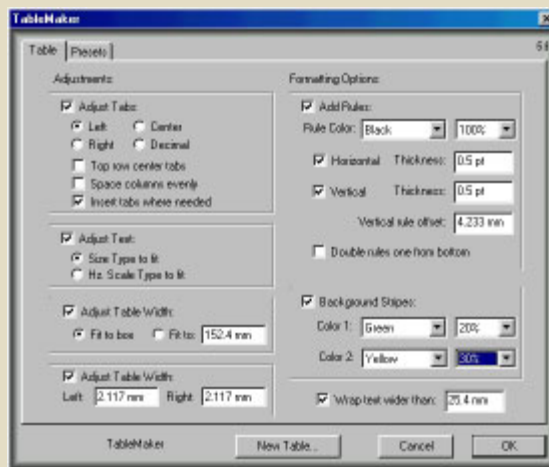 TableMaker
Table Presets
Adjustments:
Adjust Tabs:
Left Center
Right Decimal
Top row center tabs
Space columns evenly
Insert tabs where needed
Adjust Text:
Size Type to fit
Hz. Scale Type to fit
Adjust Table Width:
Fit to box Fit to: 152.4 mm
Adjust Table Width:
Left 2.117 mm Right 2.117 mm
Formatting Options:
Add Rules:
Rule Color: Black 100%
Horizontal Thickness: 0.5 pt
Vertical Thickness: 0.5 pt
Vertical rule offset: 4.233 mm
Double rules one from bottom
Background Stripes:
Color 1: Green 20%
Color 2: Yellow 30%
Wrap text wider than: 25.4 mm
TableMaker New Table... Cancel OK